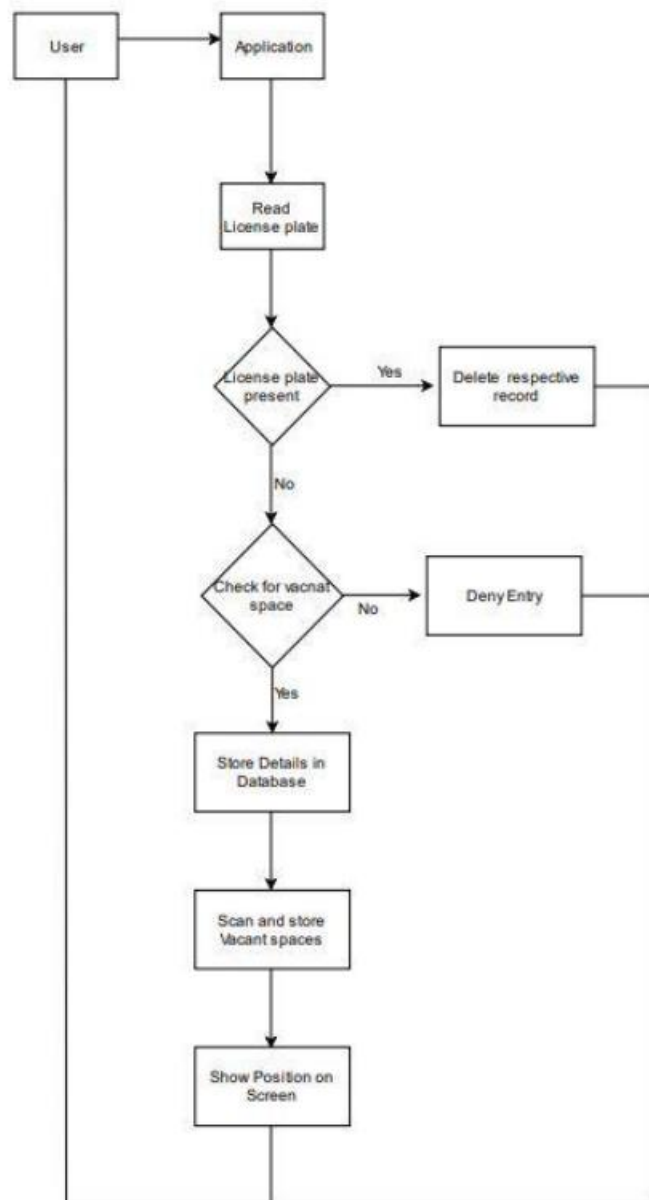 User
Application
Read
License plate
License plate
present
Yes
Delete respective
record
No
Check for vacnat
space
No
Deny Entry
Yes
Store Details in
Database
Scan and store
Vacant spaces
Show Position on
Screen